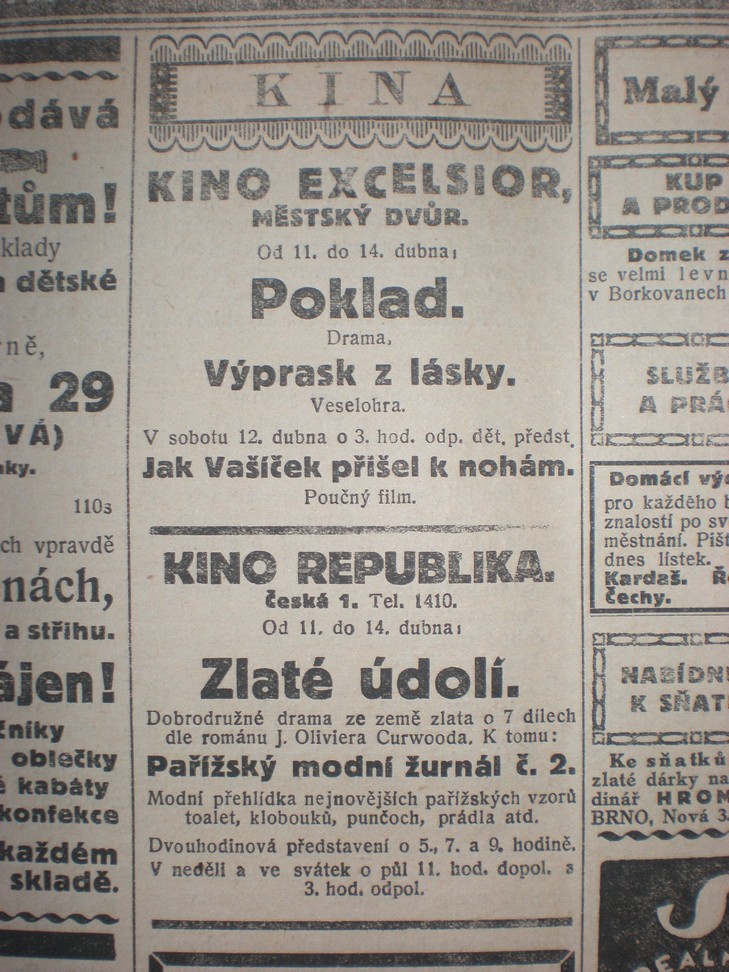 dává
tům!
klady
dětské
ně,
29
VÁ)
110s
ch vpravdě
nách,
a střihu.
ájen!
čníky
oblečky
kabáty
konfekce
každém
skladě.
KINA
KINO EXCELSIOR,
MĚSTSKÝ DVŮR.
Od 11. do 14. dubna:
Poklad.
Drama,
Výprask z lásky.
Veselohra.
V sobotu 12. dubna o 3. hod. odp. dět. předst.
Jak Vašíček přišel k nohám.
Poučný film.
KINO REPUBLIKA.
Česká 1. Tel. 1410.
Od 11. do 14. dubna:
Zlaté údolí.
Dobrodružné drama ze země zlata o 7 dílech
dle románu J. Oliviera Curwooda. K tomu:
Pařížský modní žurnál č. 2.
Modní přehlídka nejnovějších pařížských vzorů
toalet, klobouků, punčoch, prádla atd.
Dvouhodinová představení o 5., 7. a 9. hodině.
V neděli a ve svátek o půl 11. hod. dopol. a
3. hod. odpol.
Malý
KUP
A PROD
Domek z
se velmi levn
v Borkovanech
SLUŽB
A PRÁ
Domácí výd
pro každého b
znalostí po sv
městnání. Pišt
dnes lístek.
Kardaš. Ře
Čechy.
NABÍDN
K SŇAT
Ke sňatků
zlaté dárky na
dinář HROM
BRNO, Nová 3.